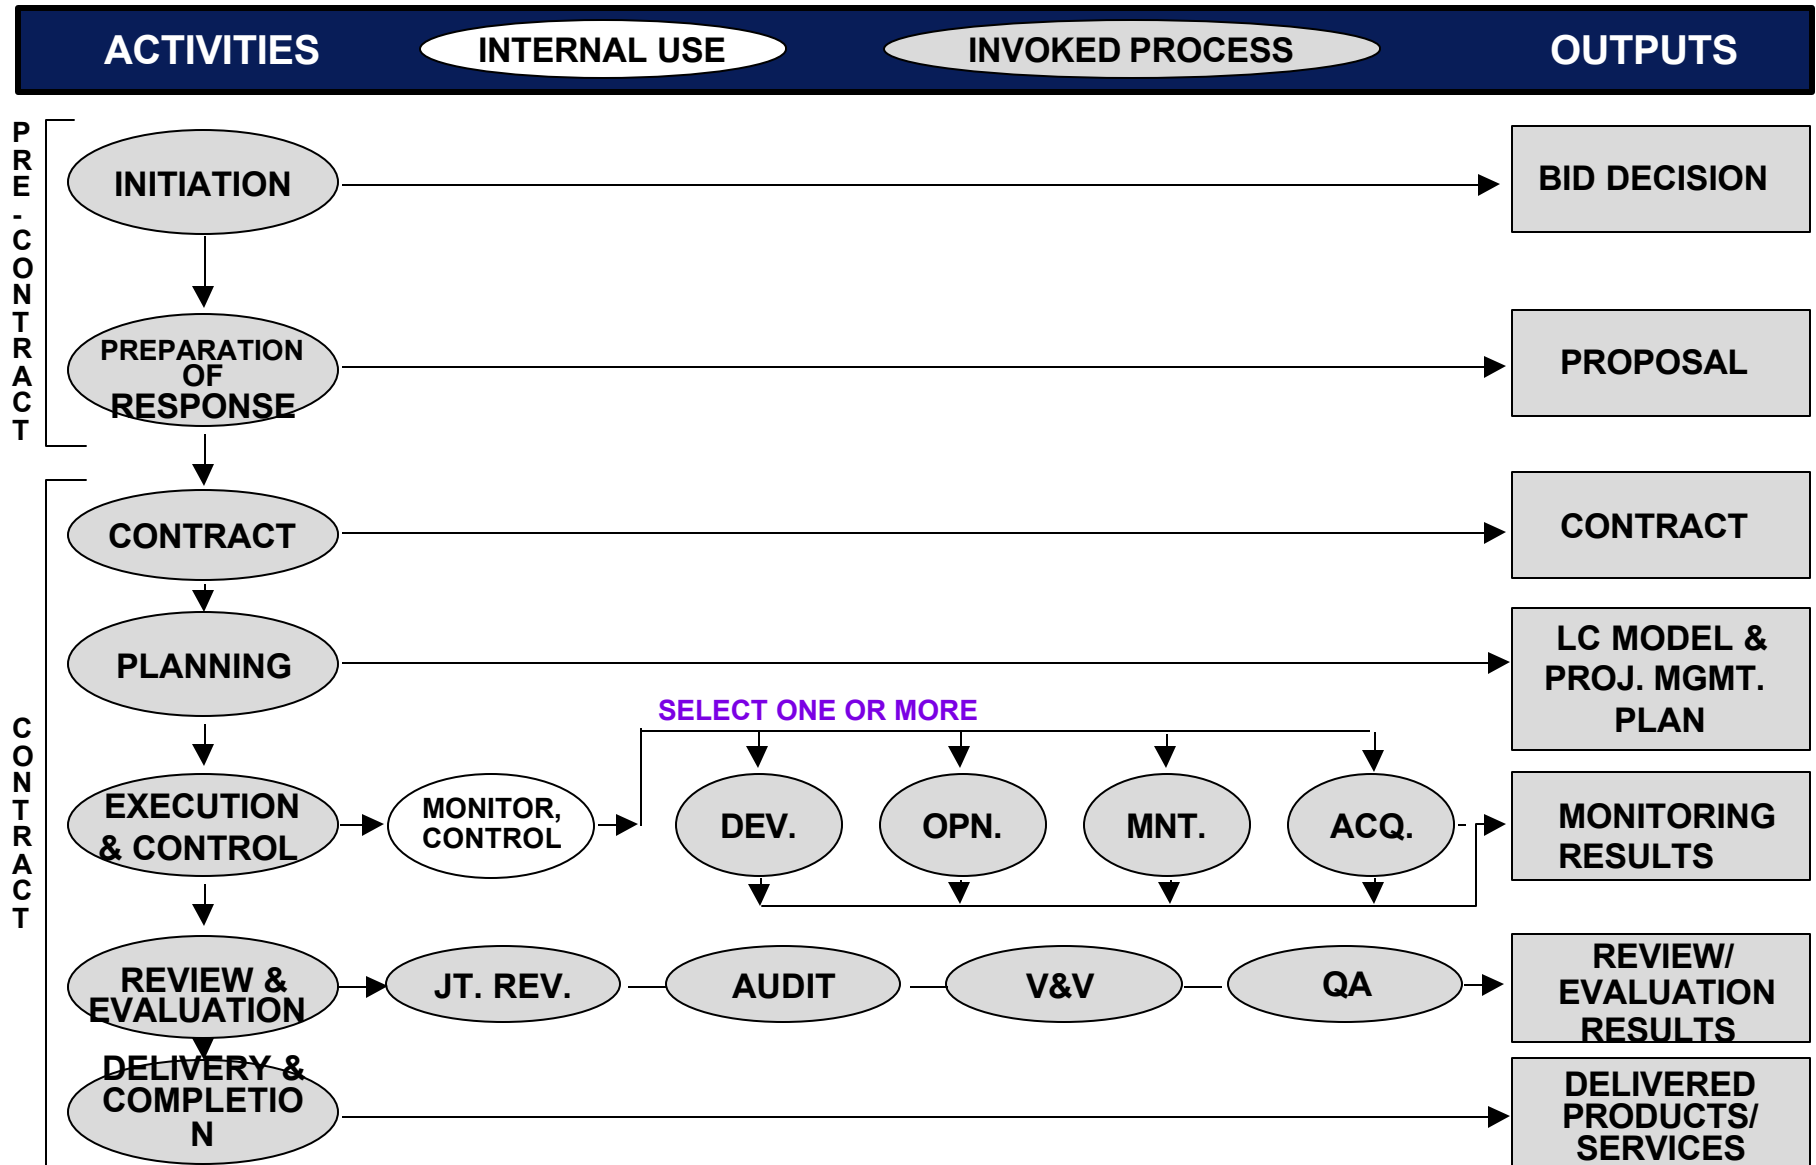 ACTIVITIES
INTERNAL USE
INVOKED PROCESS
OUTPUTS
PRE-CONTRACT
INITIATION
BID DECISION
PREPARATION
OF
RESPONSE
PROPOSAL
CONTRACT
CONTRACT
CONTRACT
PLANNING
LC MODEL &
PROJ. MGMT.
PLAN
SELECT ONE OR MORE
EXECUTION
& CONTROL
MONITOR,
CONTROL
DEV.
OPN.
MNT.
ACQ.
MONITORING
RESULTS
REVIEW &
EVALUATION
JT. REV.
AUDIT
V&V
QA
REVIEW/
EVALUATION
RESULTS
DELIVERY &
COMPLETIO
N
DELIVERED
PRODUCTS/
SERVICES